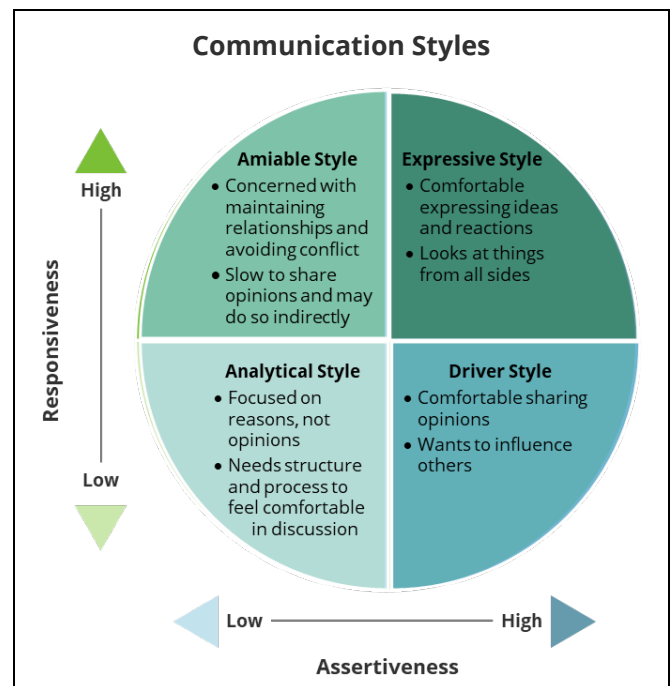 Communication Styles
Amiable Style
• Concerned with
maintaining
relationships and
avoiding conflict
• Slow to share
opinions and may
do so indirectly
Expressive Style
• Comfortable
expressing ideas
and reactions
• Looks at things
from all sides
High
Responsiveness
Low
Analytical Style
• Focused on
reasons, not
opinions
• Needs structure
and process to
feel comfortable
in discussion
Driver Style
• Comfortable sharing
opinions
• Wants to influence
others
Low
High
Assertiveness